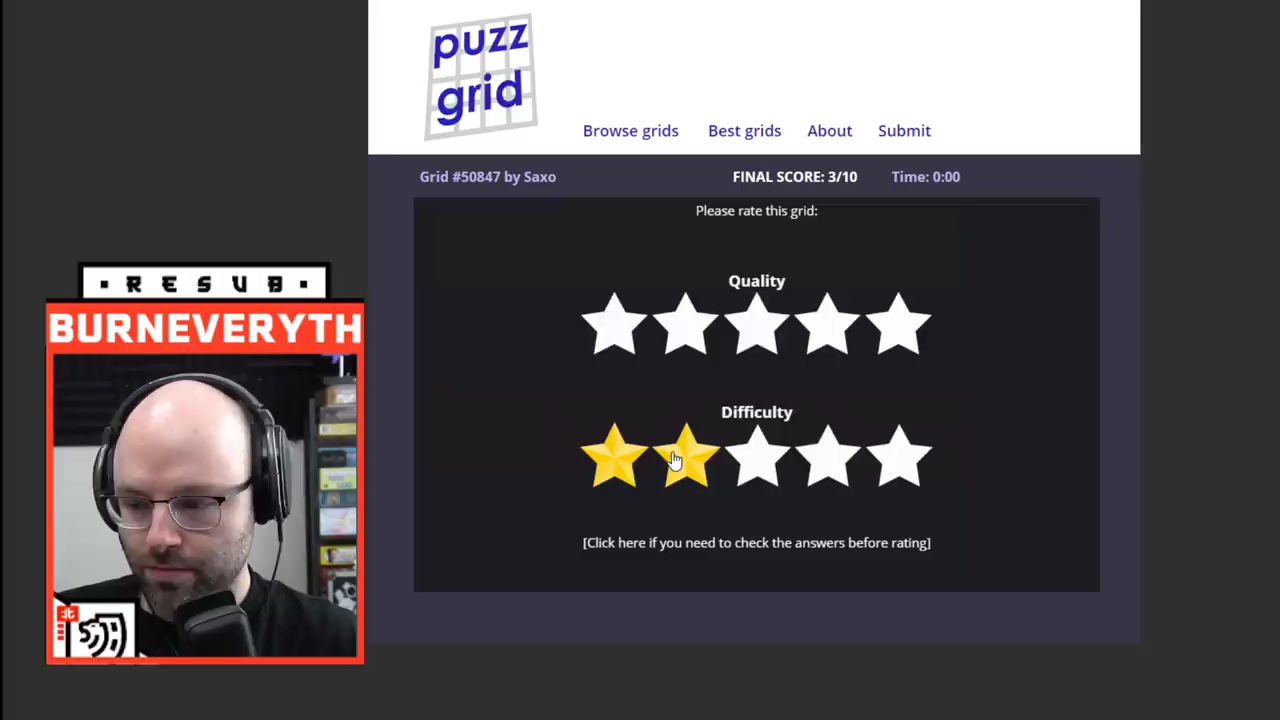 puzz
grid
Browse grids
Best grids
About
Submit
Grid #50847 by Saxo
FINAL SCORE: 3/10
Time: 0:00
Please rate this grid:
Quality
Difficulty
[Click here if you need to check the answers before rating]
· RESUB ·
BURNEVERYTH